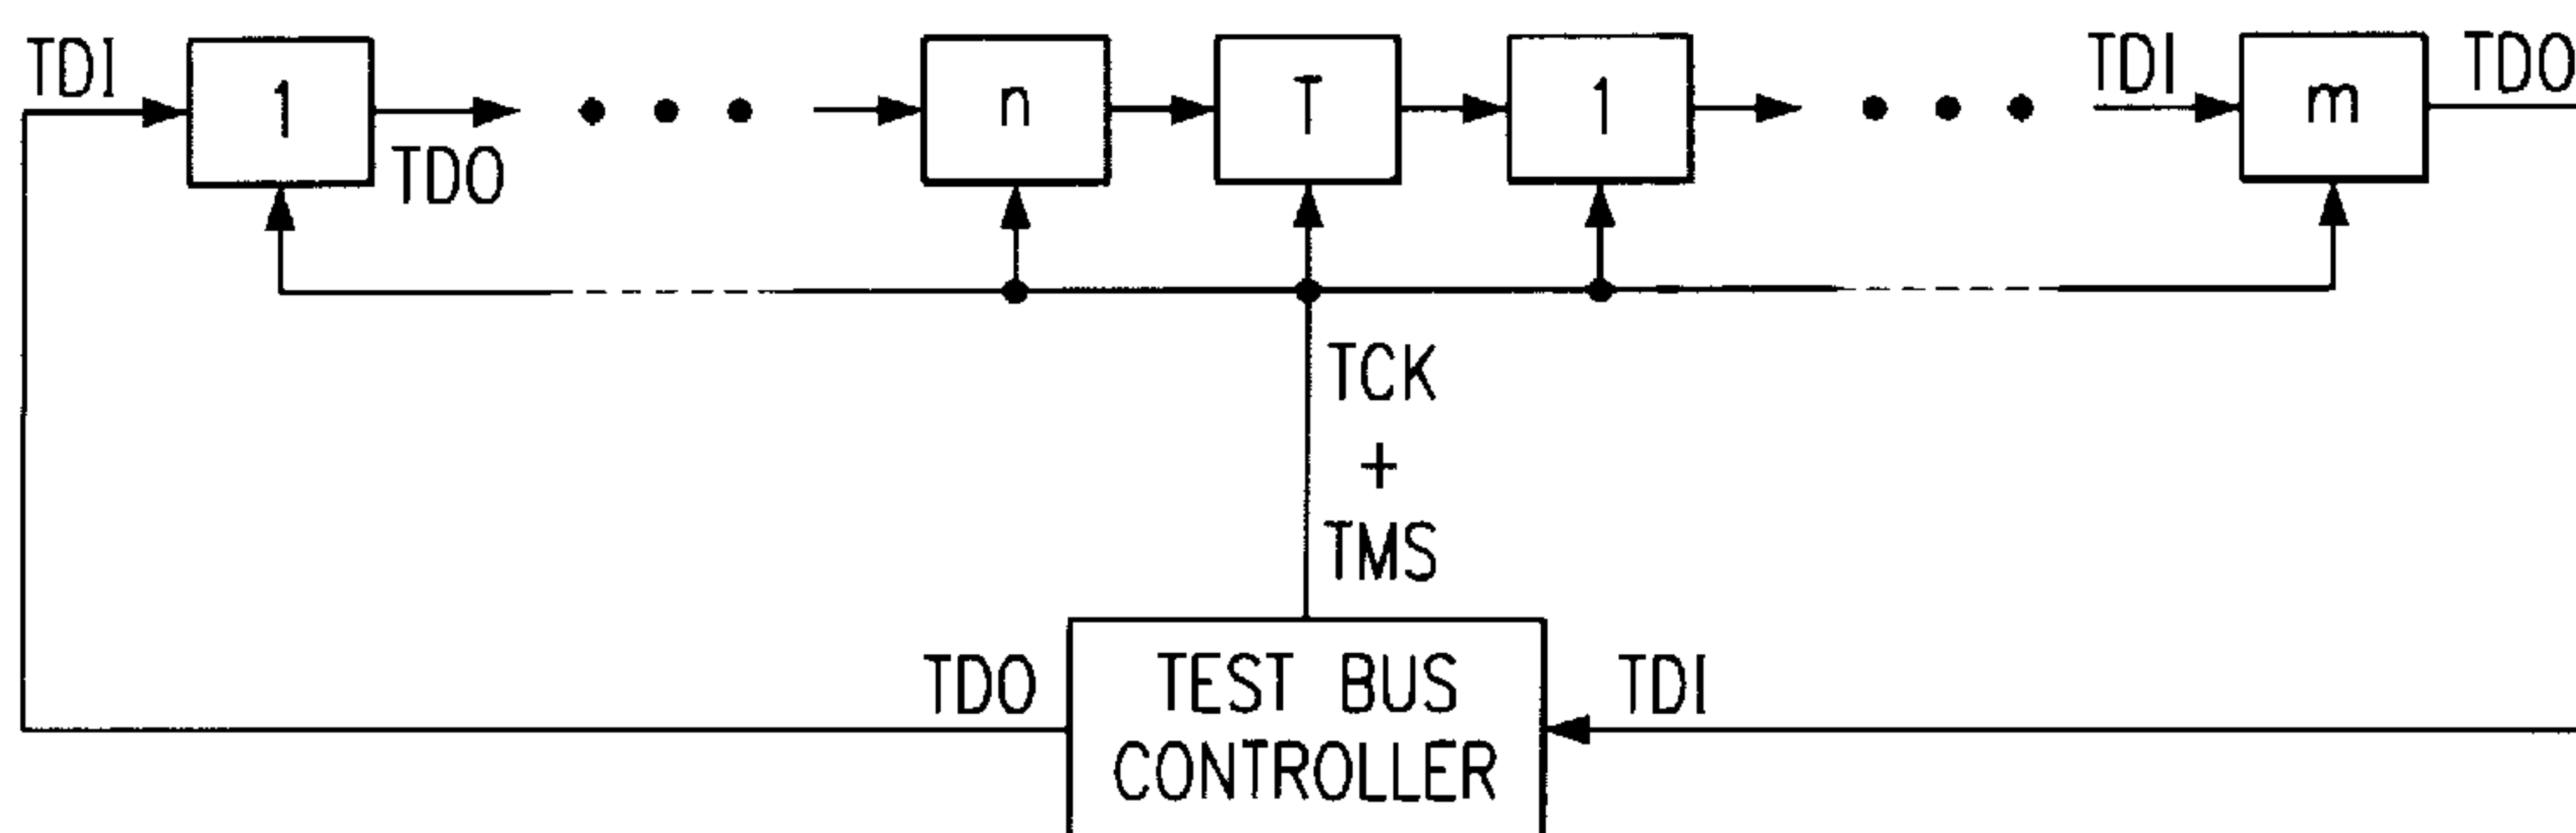 TDI
1
TDO
n
T
1
TDI
m
TDO
TCK
+
TMS
TDO
TEST BUS
CONTROLLER
TDI